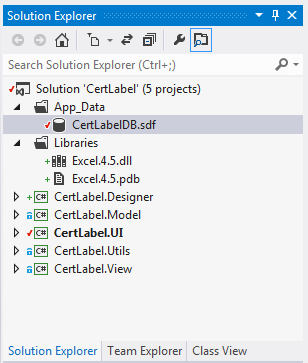 Solution Explorer
Search Solution Explorer (Ctrl+;)
Solution 'CertLabel' (5 projects)
App_Data
CertLabelDB.sdf
Libraries
Excel.4.5.dll
Excel.4.5.pdb
C# CertLabel.Designer
C# CertLabel.Model
C# CertLabel.UI
C# CertLabel.Utils
C# CertLabel.View
Solution Explorer Team Explorer Class View